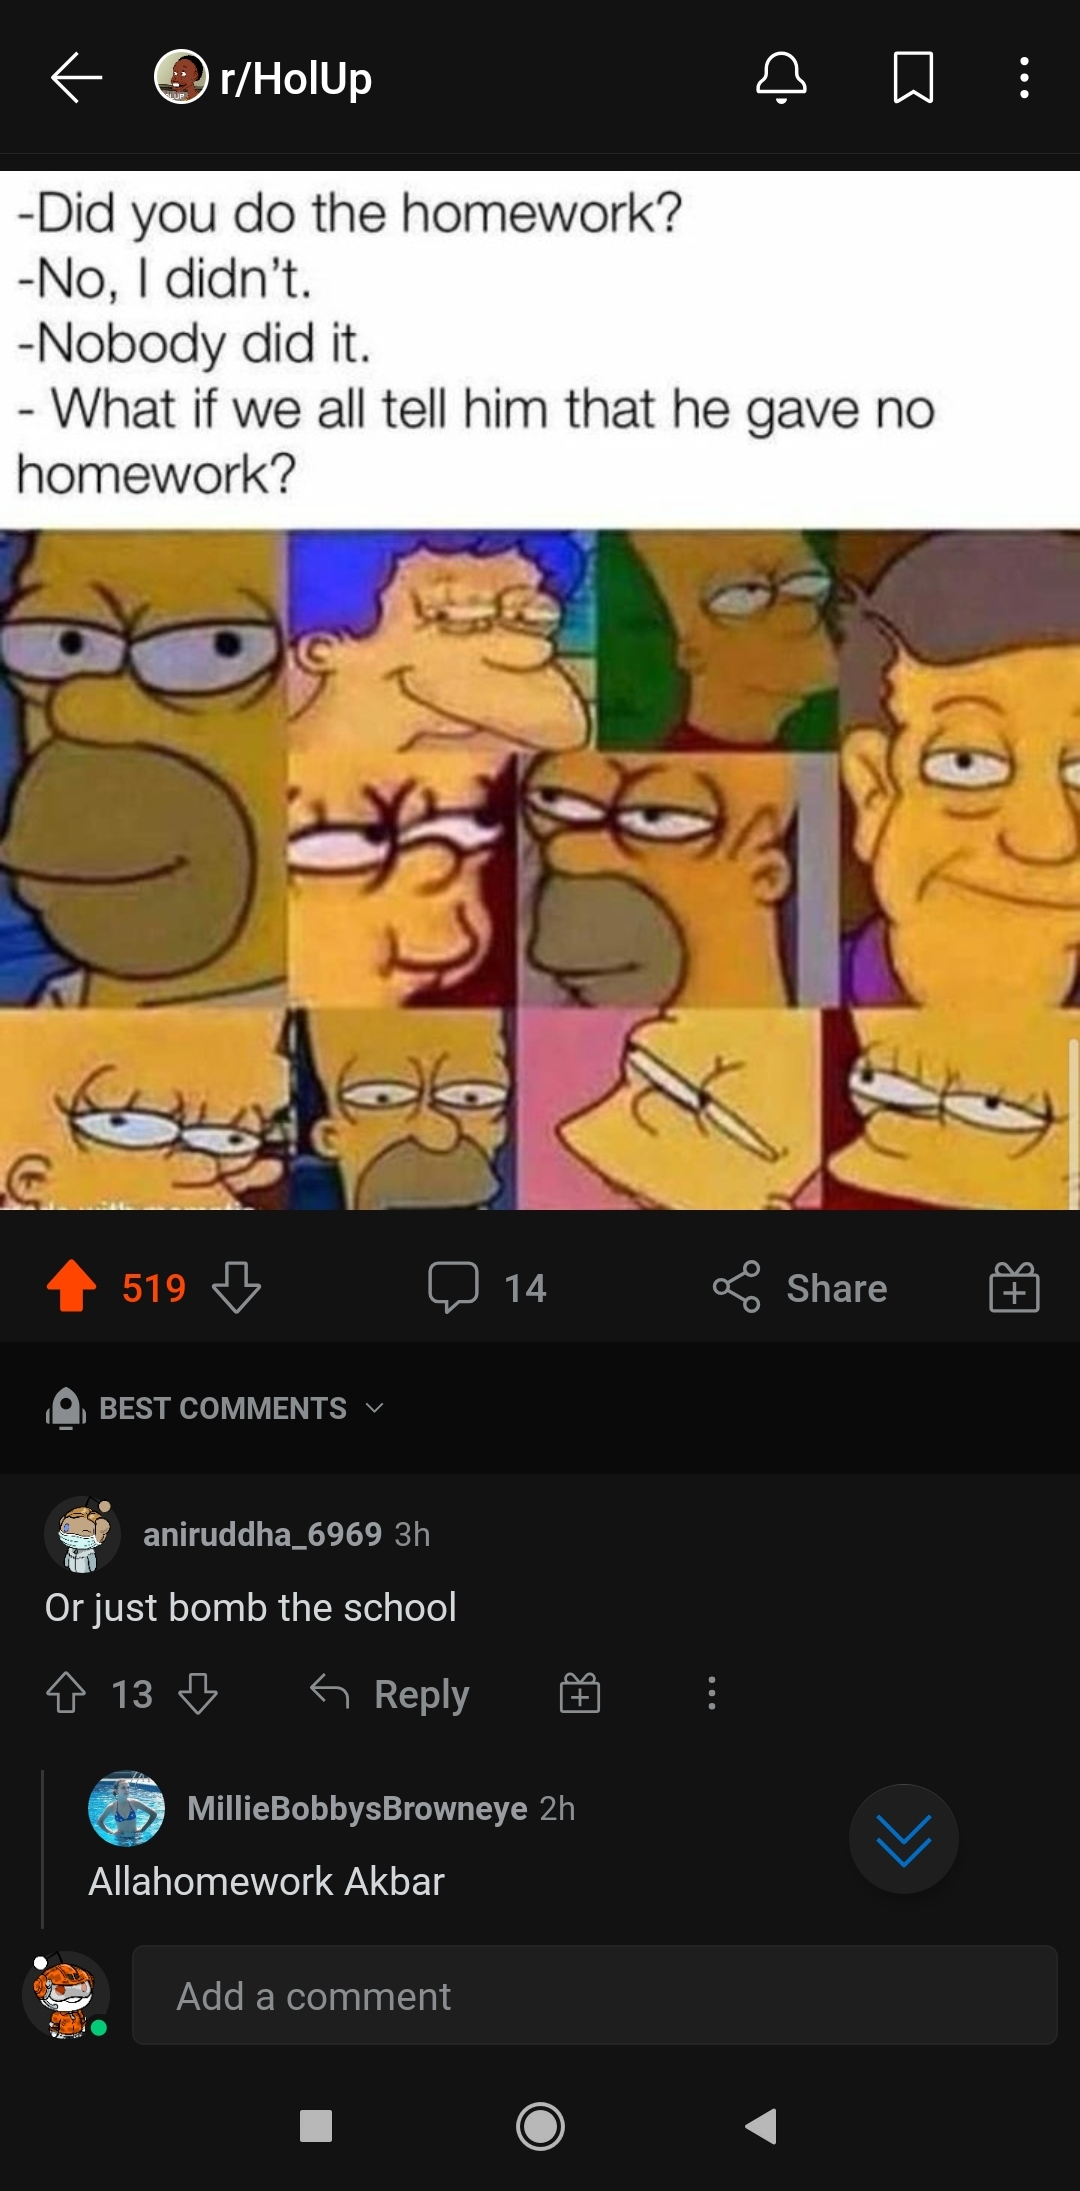 r/HolUp
-Did you do the homework?
-No, I didn't.
-Nobody did it.
- What if we all tell him that he gave no
homework?
519
14
Share
BEST COMMENTS
aniruddha_6969 3h
Or just bomb the school
13
Reply
MillieBobbysBrowneye 2h
Allahomework Akbar
Add a comment